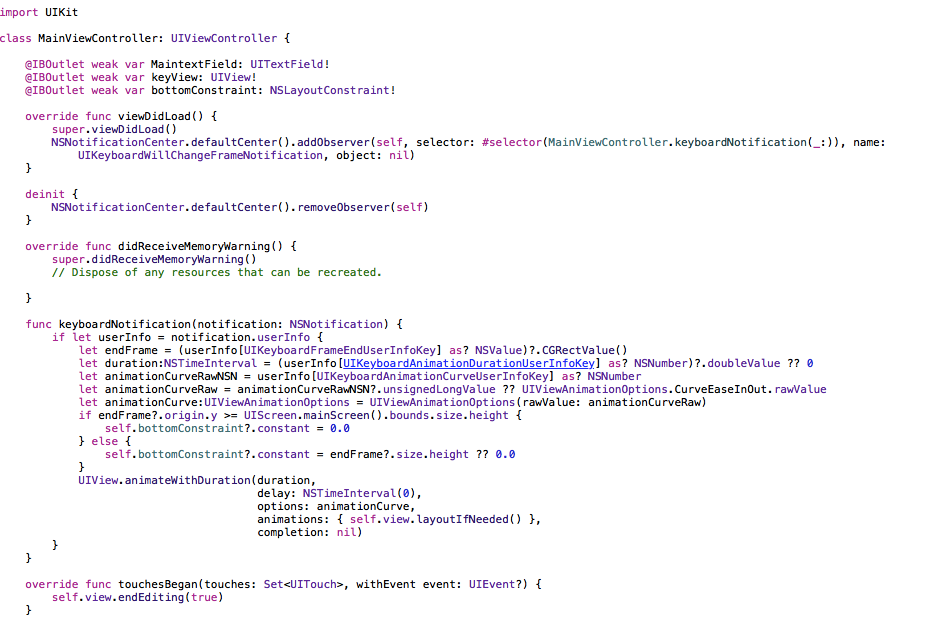 import UIKit
class MainViewController: UIViewController {
@IBOutlet weak var MaintextField: UITextField!
@IBOutlet weak var keyView: UIView!
@IBOutlet weak var bottomConstraint: NSLayoutConstraint!
override func viewDidLoad() {
super.viewDidLoad()
NSNotificationCenter.defaultCenter().addObserver(self, selector: #selector(MainViewController.keyboardNotification(_:)), name:
UIKeyboardWillChangeFrameNotification, object: nil)
}
deinit {
NSNotificationCenter.defaultCenter().removeObserver(self)
}
override func didReceiveMemoryWarning() {
super.didReceiveMemoryWarning()
// Dispose of any resources that can be recreated.
}
func keyboardNotification(notification: NSNotification) {
if let userInfo = notification.userInfo {
let endFrame = (userInfo[UIKeyboardFrameEndUserInfoKey] as? NSValue)?.CGRectValue()
let duration:NSTimeInterval = (userInfo[UIKeyboardAnimationDurationUserInfoKey] as? NSNumber)?.doubleValue ?? 0
let animationCurveRawNSN = userInfo[UIKeyboardAnimationCurveUserInfoKey] as? NSNumber
let animationCurveRaw = animationCurveRawNSN?.unsignedLongValue ?? UIViewAnimationOptions.CurveEaseInOut.rawValue
let animationCurve:UIViewAnimationOptions = UIViewAnimationOptions(rawValue: animationCurveRaw)
if endFrame?.origin.y >= UIScreen.mainScreen().bounds.size.height {
self.bottomConstraint?.constant = 0.0
} else {
self.bottomConstraint?.constant = endFrame?.size.height ?? 0.0
}
UIView.animateWithDuration(duration,
delay: NSTimeInterval(0),
options: animationCurve,
animations: { self.view.layoutIfNeeded() },
completion: nil)
}
}
override func touchesBegan(touches: Set<UITouch>, withEvent event: UIEvent?) {
self.view.endEditing(true)
}